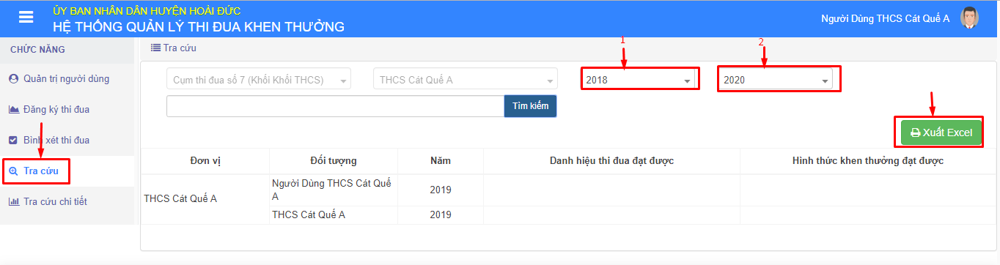 ỦY BAN NHÂN DÂN HUYỆN HOÀI ĐỨC
HỆ THỐNG QUẢN LÝ THI ĐUA KHEN THƯỞNG
Người Dùng THCS Cát Quế A
CHỨC NĂNG
Quản trị người dùng
Đăng ký thi đua
Bình xét thi đua
Tra cứu
Tra cứu chi tiết
Tra cứu
1
2
Cụm thi đua số 7 (Khối Khối THCS)
THCS Cát Quế A
2018
2020
Tìm kiếm
Xuất Excel
Đơn vị
Đối tượng
Năm
Danh hiệu thi đua đạt được
Hình thức khen thưởng đạt được
THCS Cát Quế A
Người Dùng THCS Cát Quế
A
2019
THCS Cát Quế A
2019